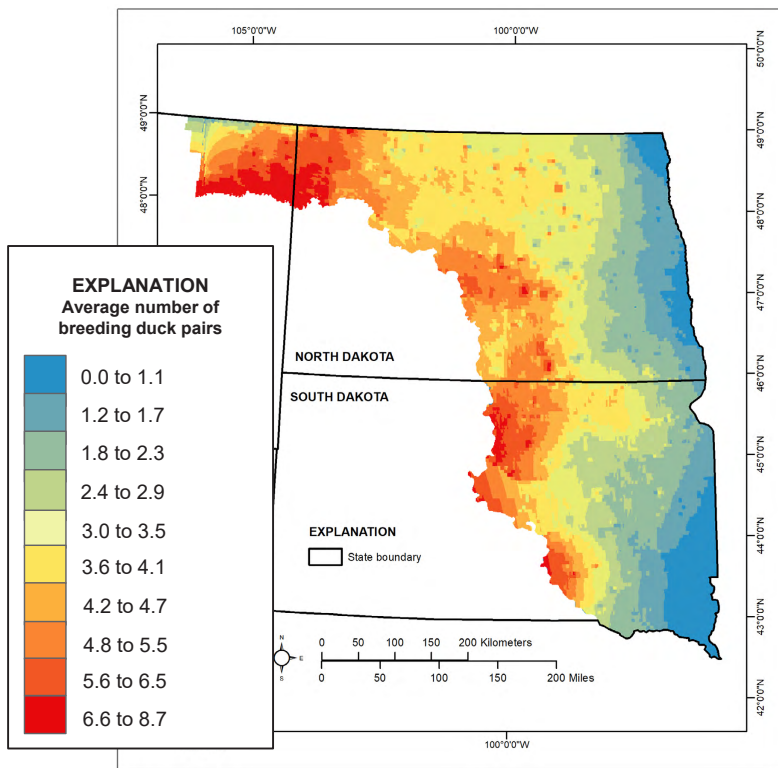 105°0'0"W
100°0'0"W
50°0'0"N
49°0'0"N
49°0'0"N
48°0'0"N
48°0'0"N
47°0'0"N
46°0'0"N
45°0'0"N
44°0'0"N
43°0'0"N
42°0'0"N
NORTH DAKOTA
SOUTH DAKOTA
EXPLANATION
Average number of
breeding duck pairs
0.0 to 1.1
1.2 to 1.7
1.8 to 2.3
2.4 to 2.9
3.0 to 3.5
3.6 to 4.1
4.2 to 4.7
4.8 to 5.5
5.6 to 6.5
6.6 to 8.7
EXPLANATION
State boundary
N
E
S
0 50 100 150 200 Kilometers
0 50 100 150 200 Miles
100°0'0"W